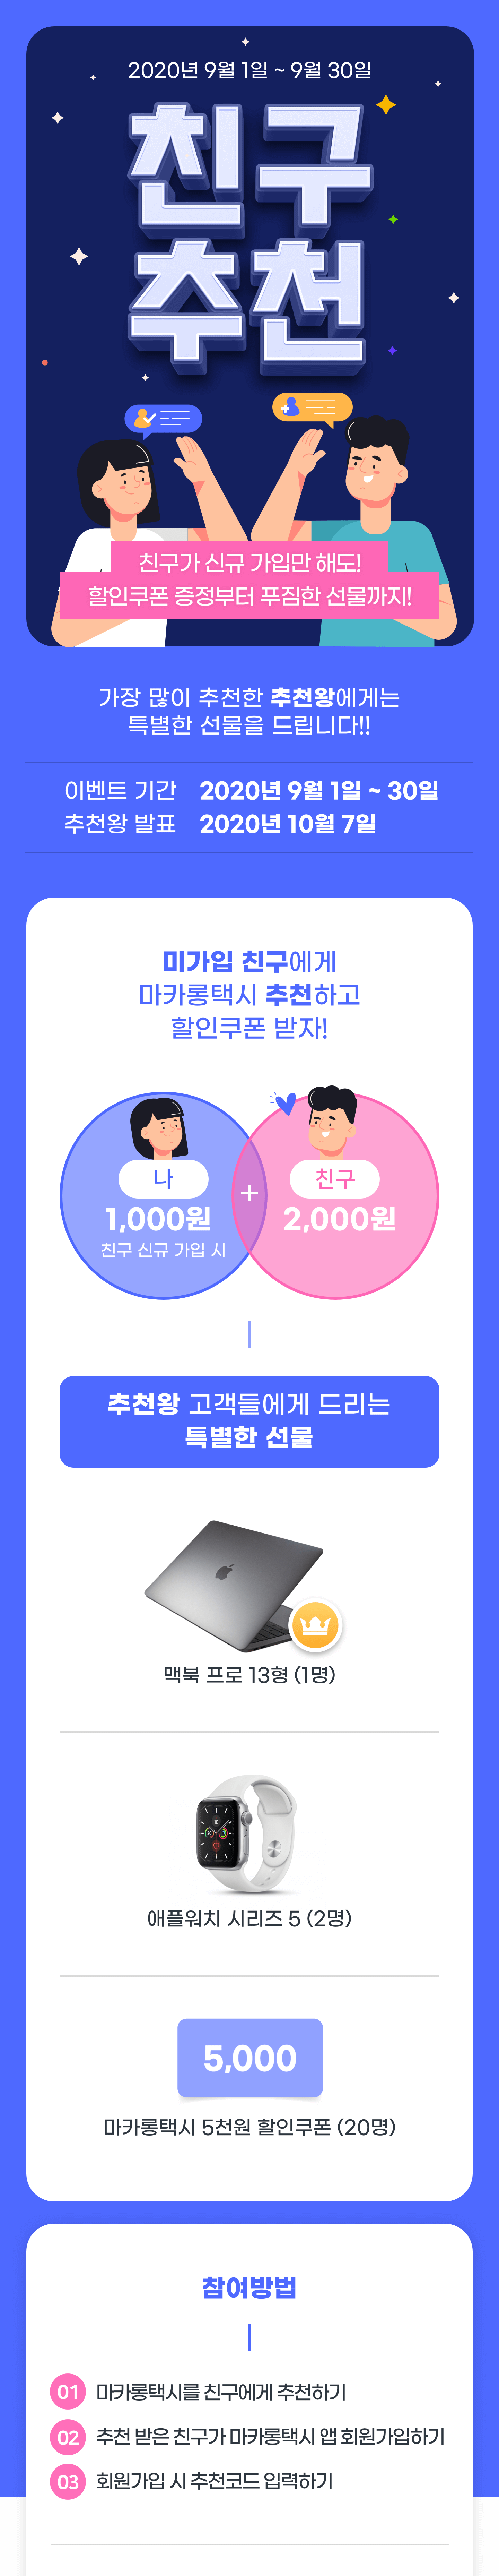 2020년 9월 1일 ~ 9월 30일
친구
추천
친구가 신규 가입만 해도!
할인쿠폰 증정부터 푸짐한 선물까지!
가장 많이 추천한 추천왕에게는
특별한 선물을 드립니다!!
이벤트 기간 2020년 9월 1일 ~ 30일
추천왕 발표 2020년 10월 7일
미가입 친구에게
마카롱택시 추천하고
할인쿠폰 받자!
나
1,000원
친구 신규 가입 시
+
친구
2,000원
추천왕 고객들에게 드리는
특별한 선물
맥북 프로 13형 (1명)
애플워치 시리즈 5 (2명)
5,000
마카롱택시 5천원 할인쿠폰 (20명)
참여방법
01 마카롱택시를 친구에게 추천하기
02 추천 받은 친구가 마카롱택시 앱 회원가입하기
03 회원가입 시 추천코드 입력하기